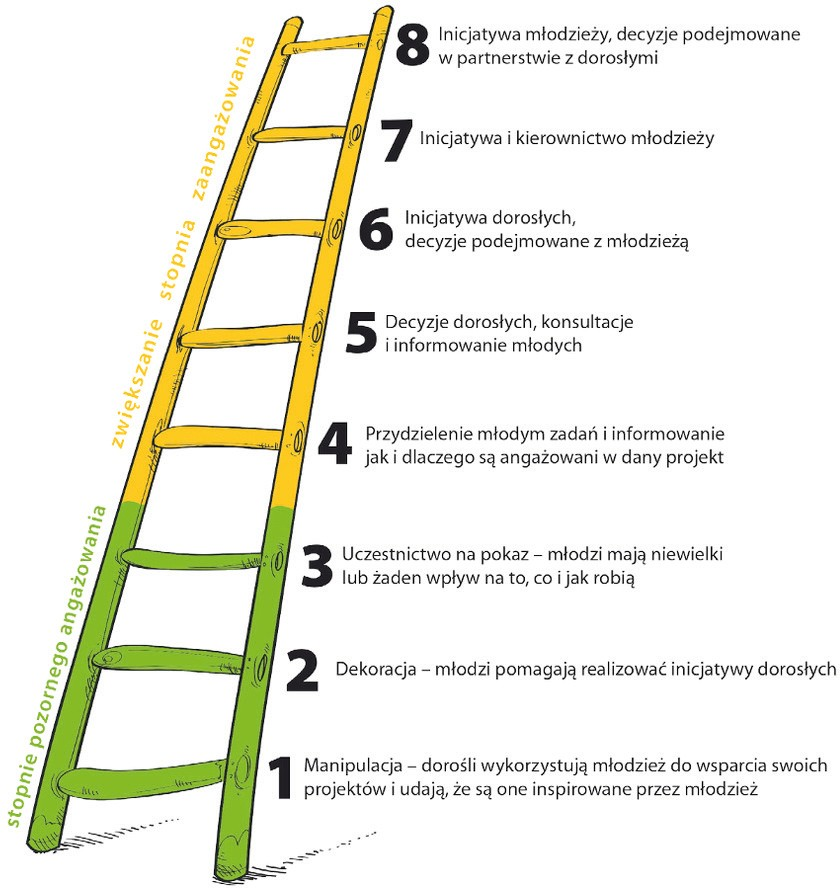 8 Inicjatywa młodzieży, decyzje podejmowane
w partnerstwie z dorosłymi
7 Inicjatywa i kierownictwo młodzieży
6 Inicjatywa dorosłych,
decyzje podejmowane z młodzieżą
5 Decyzje dorosłych, konsultacje
i informowanie młodych
4 Przydzielenie młodym zadań i informowanie
jak i dlaczego są angażowani w dany projekt
3 Uczestnictwo na pokaz – młodzi mają niewielki
lub żaden wpływ na to, co i jak robią
2 Dekoracja – młodzi pomagają realizować inicjatywy dorosłych
1 Manipulacja – dorośli wykorzystują młodzież do wsparcia swoich
projektów i udają, że są one inspirowane przez młodzież
zwiększanie stopnia zaangażowania
stopnie pozornego angażowania